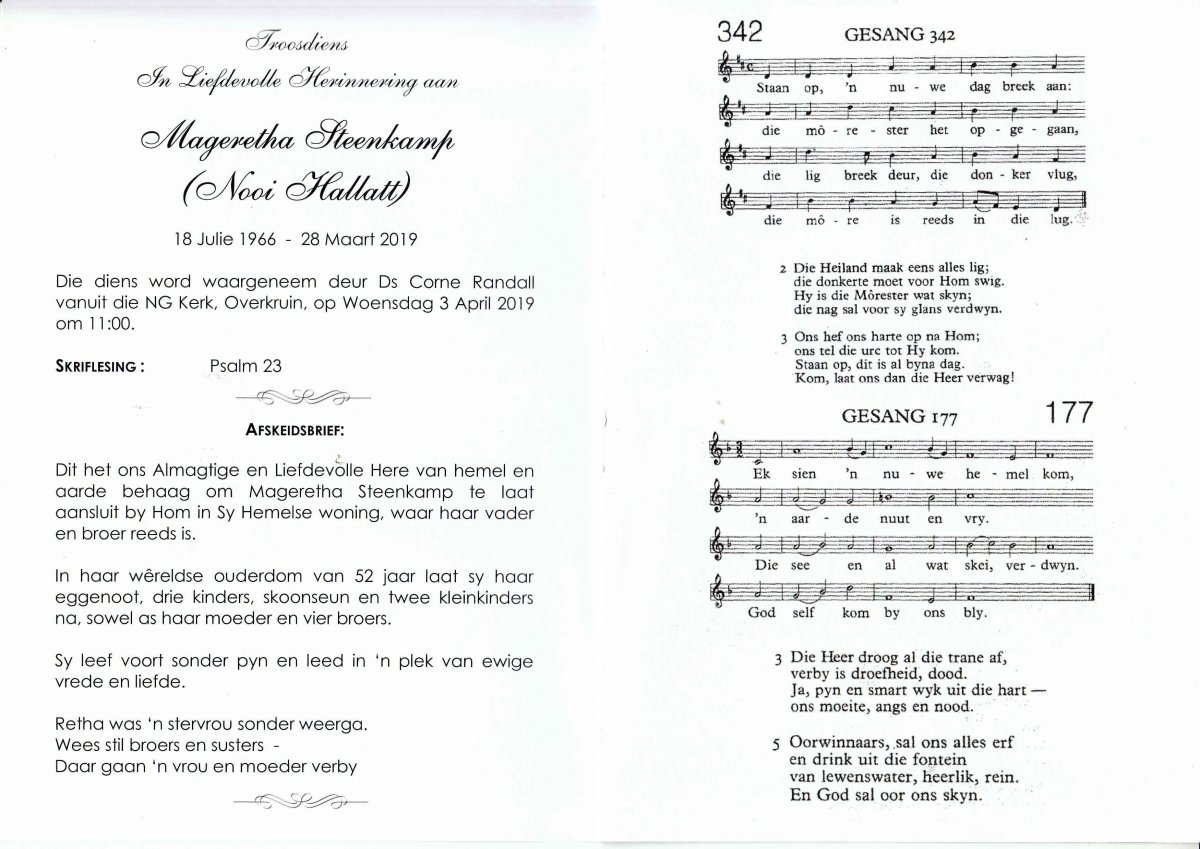 Troosdiens
In Liefdevolle Herinnering aan
Mageretha Steenkamp
(Nooi Hallatt)
18 Julie 1966 - 28 Maart 2019
Die diens word waargeneem deur Ds Corne Randall
vanuit die NG Kerk, Overkruin, op Woensdag 3 April 2019
om 11:00.
SKRIFLESING : Psalm 23
AFSKEIDSBRIEF:
Dit het ons Almagtige en Liefdevolle Here van hemel en
aarde behaag om Mageretha Steenkamp te laat
aansluit by Hom in Sy Hemelse woning, waar haar vader
en broer reeds is.
In haar wêreldse ouderdom van 52 jaar laat sy haar
eggenoot, drie kinders, skoonseun en twee kleinkinders
na, sowel as haar moeder en vier broers.
Sy leef voort sonder pyn en leed in ‘n plek van ewige
vrede en liefde.
Retha was ‘n stervrou sonder weerga.
Wees stil broers en susters -
Daar gaan ‘n vrou en moeder verby
342 GESANG 342
Staan op, 'n nu - we dag breek aan:
die mô - re - ster het op - ge - gaan,
die lig breek deur, die don - ker vlug,
die mô - re is reeds in die lug.
2 Die Heiland maak eens alles lig;
die donkerte moet voor Hom swig.
Hy is die Môrester wat skyn;
die nag sal voor sy glans verdwyn.
3 Ons hef ons harte op na Hom;
ons tel die ure tot Hy kom.
Staan op, dit is al byna dag.
Kom, laat ons dan die Heer verwag!
GESANG 177 177
Ek sien 'n nu - we he - mel kom,
'n aar - de nuut en vry.
Die see en al wat skei, ver - dwyn.
God self kom by ons bly.
3 Die Heer droog al die trane af,
verby is droefheid, dood.
Ja, pyn en smart wyk uit die hart —
ons moeite, angs en nood.
5 Oorwinnaars, sal ons alles erf
en drink uit die fontein
van lewenswater, heerlik, rein.
En God sal oor ons skyn.